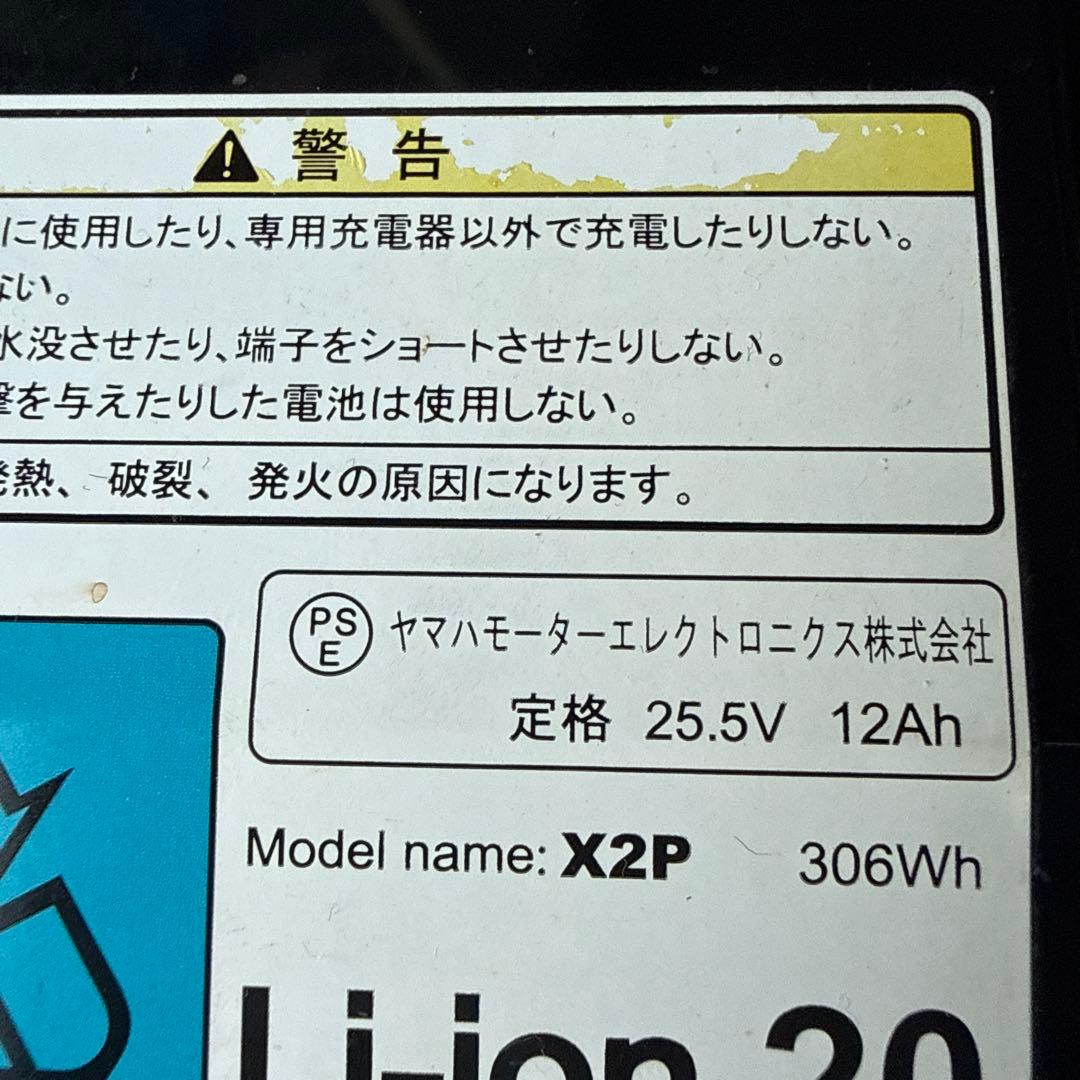 警告
に使用したり、専用充電器以外で充電したりしない。
ない。
水没させたり、端子をショートさせたりしない。
撃を与えたりした電池は使用しない。
発熱、破裂、発火の原因になります。
PS
E
ヤマハモーターエレクトロニクス株式会社
定格 25.5V 12Ah
Model name: X2P 306Wh
Li-ion 20